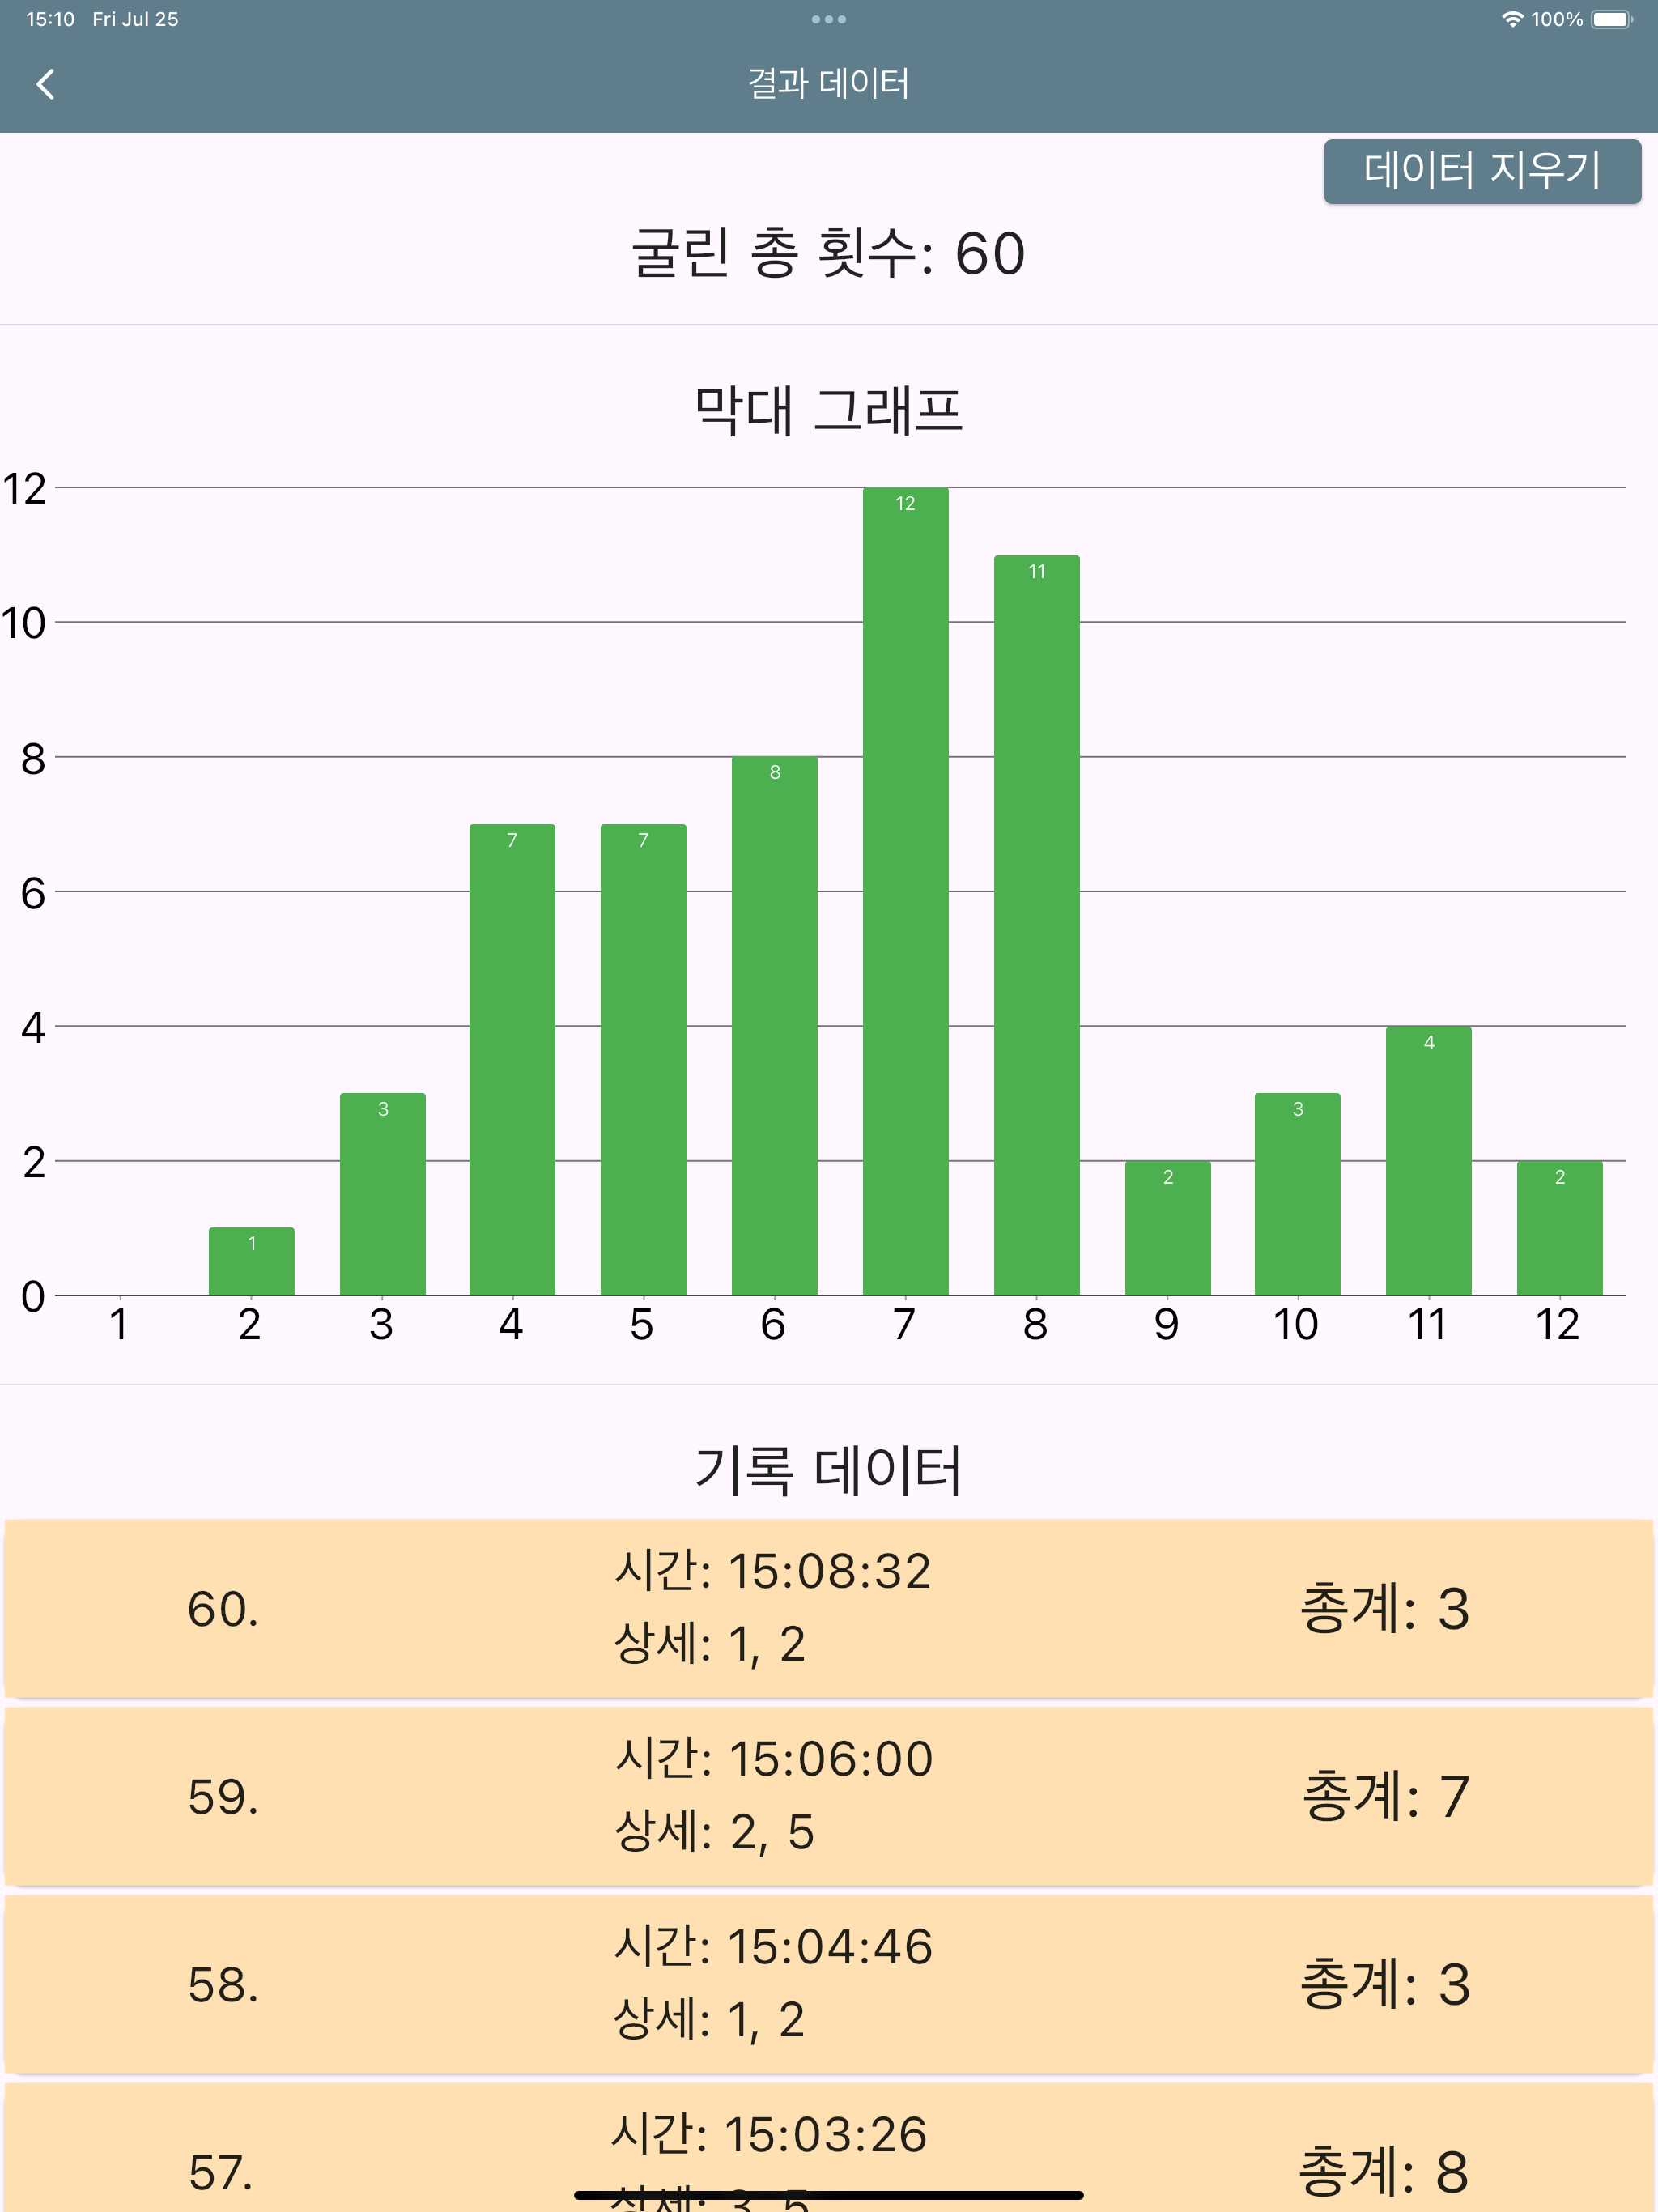 15:10 Fri Jul 25
100%
결과 데이터
데이터 지우기
굴린 총 횟수: 60
막대 그래프
12
10
8
6
4
2
0
1 3 7 7 8 12 11 2 3 4 2
1 2 3 4 5 6 7 8 9 10 11 12
기록 데이터
60.
시간: 15:08:32
상세: 1, 2
총계: 3
59.
시간: 15:06:00
상세: 2, 5
총계: 7
58.
시간: 15:04:46
상세: 1, 2
총계: 3
57.
시간: 15:03:26
상세: 3, 5
총계: 8